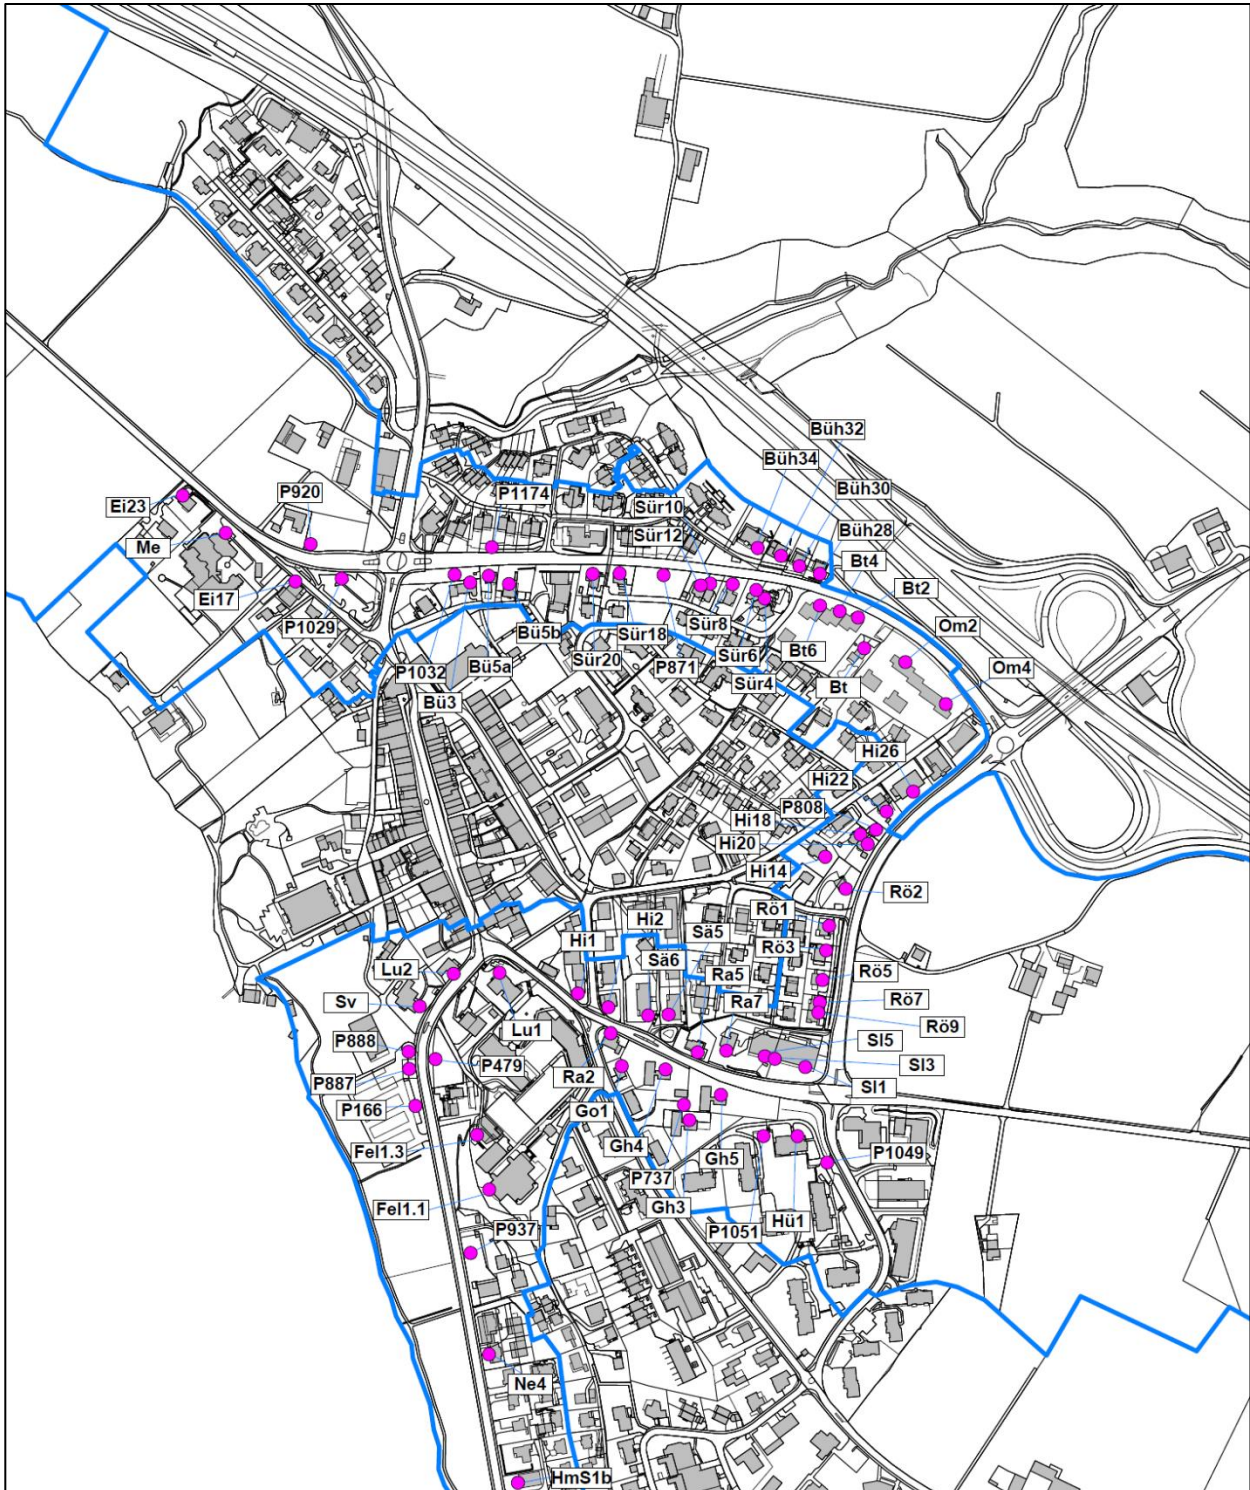 Büh32
Büh34
P1174
Büh30
Ei23
P920
Sür10
Sür12
Büh28
Me
Bt4
Bt2
Ei17
Om2
P1029
Bü5b
Sür18
Sür8
Bt6
Om4
P1032
Bü5a
Sür20
P871
Sür6
Bü3
Sür4
Bt
Hi26
Hi22
P808
Hi18
Hi20
Hi14
Rö2
Rö1
Hi2
Sä5
Hi1
Rö3
Sä6
Lu2
Ra5
Rö5
Sv
Ra7
Rö7
Lu1
Rö9
P888
Sl5
P479
Sl3
P887
Ra2
Sl1
P166
Go1
Fel1.3
Gh4
Gh5
P1049
P737
Fel1.1
Gh3
Hü1
P937
P1051
Ne4
HmS1b